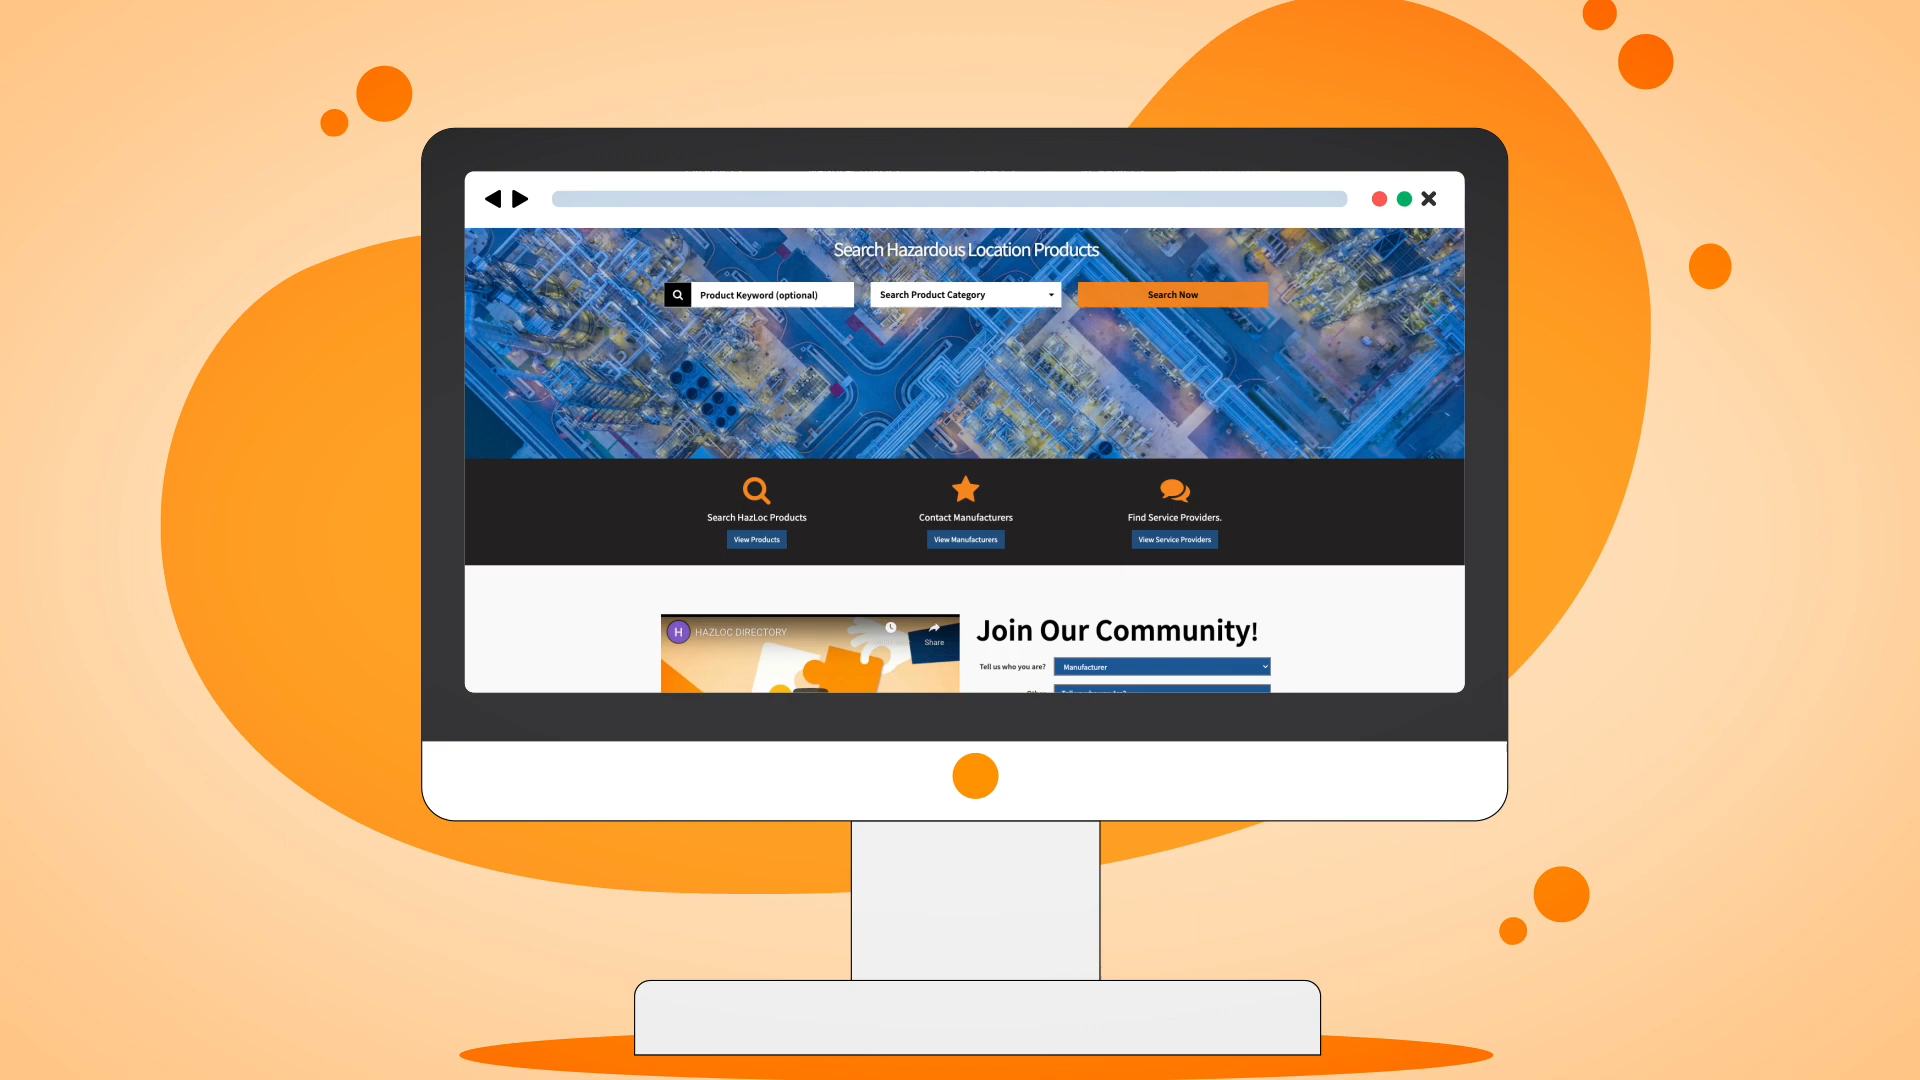 Search Hazardous Location Products
Product Keyword (optional)
Search Product Category
Search Now
Search HazLoc Products
Contact Manufacturers
Find Service Providers.
View Products
View Manufacturers
View Service Providers
H HAZLOC DIRECTORY
Share
Join Our Community!
Tell us who you are?
Manufacturer